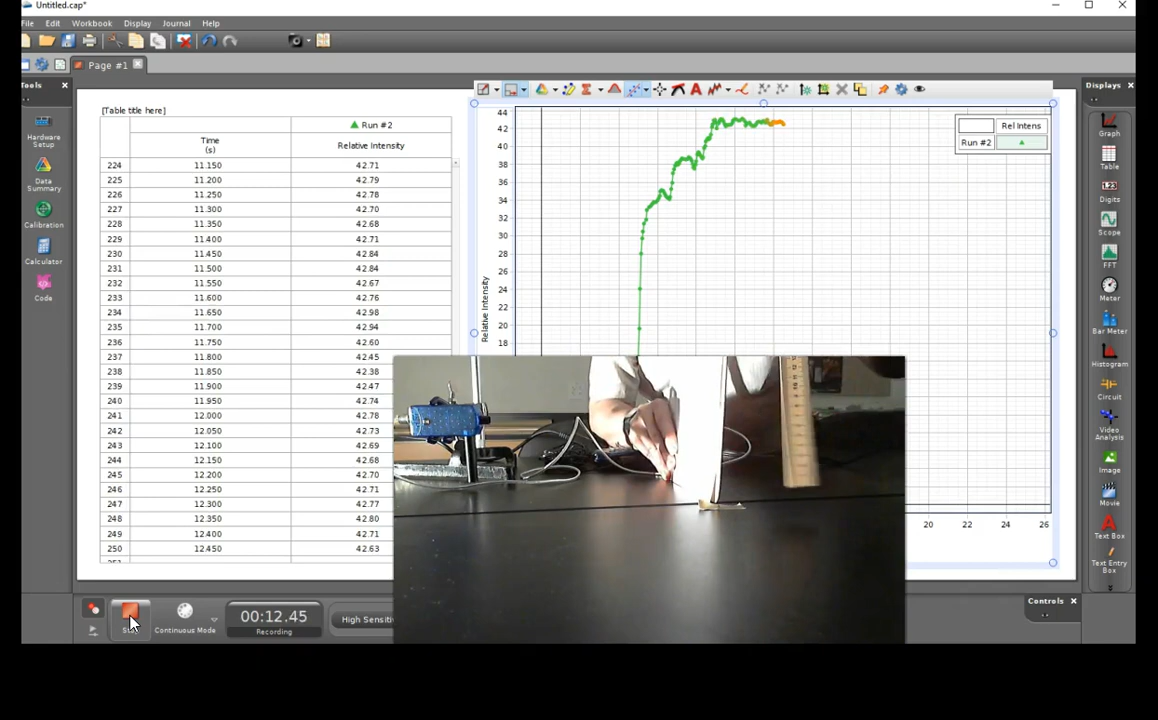 Untitled.cap*
File Edit Workbook Display Journal Help
Page #1
Tools
Displays
Hardware Setup
Data Summary
Calibration
Calculator
Code
[Table title here]
Run #2
Time (s) Relative Intensity
224 11.150 42.71
225 11.200 42.79
226 11.250 42.78
227 11.300 42.70
228 11.350 42.68
229 11.400 42.71
230 11.450 42.84
231 11.500 42.84
232 11.550 42.67
233 11.600 42.76
234 11.650 42.98
235 11.700 42.94
236 11.750 42.60
237 11.800 42.45
238 11.850 42.38
239 11.900 42.47
240 11.950 42.74
241 12.000 42.78
242 12.050 42.73
243 12.100 42.69
244 12.150 42.68
245 12.200 42.70
246 12.250 42.71
247 12.300 42.77
248 12.350 42.80
249 12.400 42.71
250 12.450 42.63
44
42
40
38
36
34
32
30
28
26
24
22
20
18
Relative Intensity
Rel Intens
Run #2
20 22 24 26
Graph
Table
1.23
Digits
Scope
FFT
Meter
Bar Meter
Histogram
Circuit
Video Analysis
Image
Movie
Text Box
Text Entry Box
Continuous Mode
00:12.45
Recording
High Sensiti
Controls